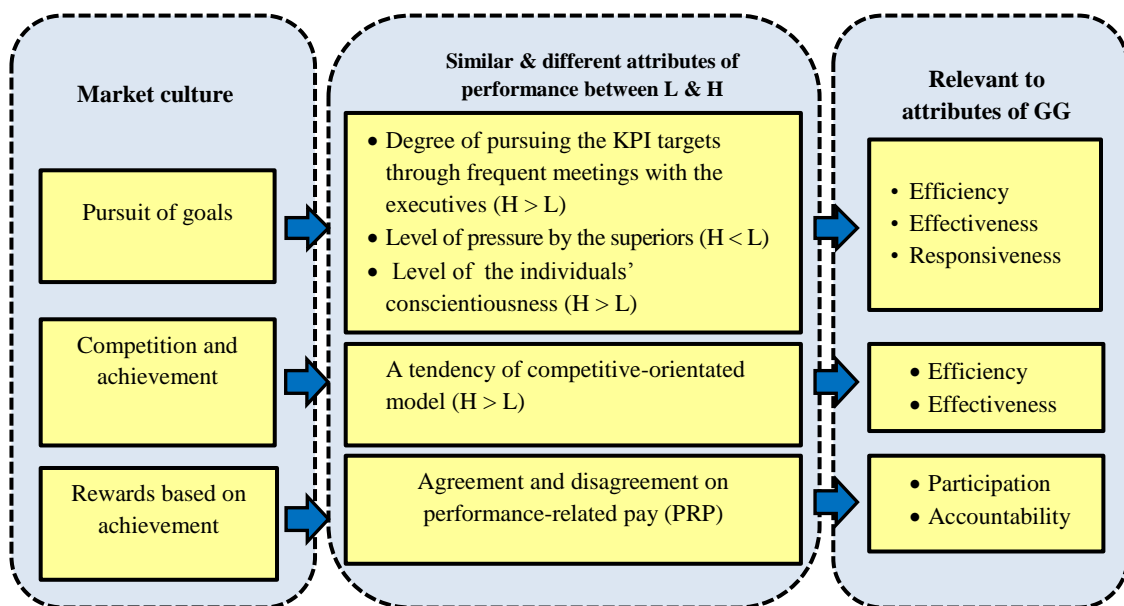 Market culture
Pursuit of goals
Competition and
achievement
Rewards based on
achievement
Similar & different attributes of
performance between L & H
• Degree of pursuing the KPI targets
through frequent meetings with the
executives (H > L)
• Level of pressure by the superiors (H < L)
• Level of the individuals’
conscientiousness (H > L)
A tendency of competitive-orientated
model (H > L)
Agreement and disagreement on
performance-related pay (PRP)
Relevant to
attributes of GG
• Efficiency
• Effectiveness
• Responsiveness
• Efficiency
• Effectiveness
• Participation
• Accountability